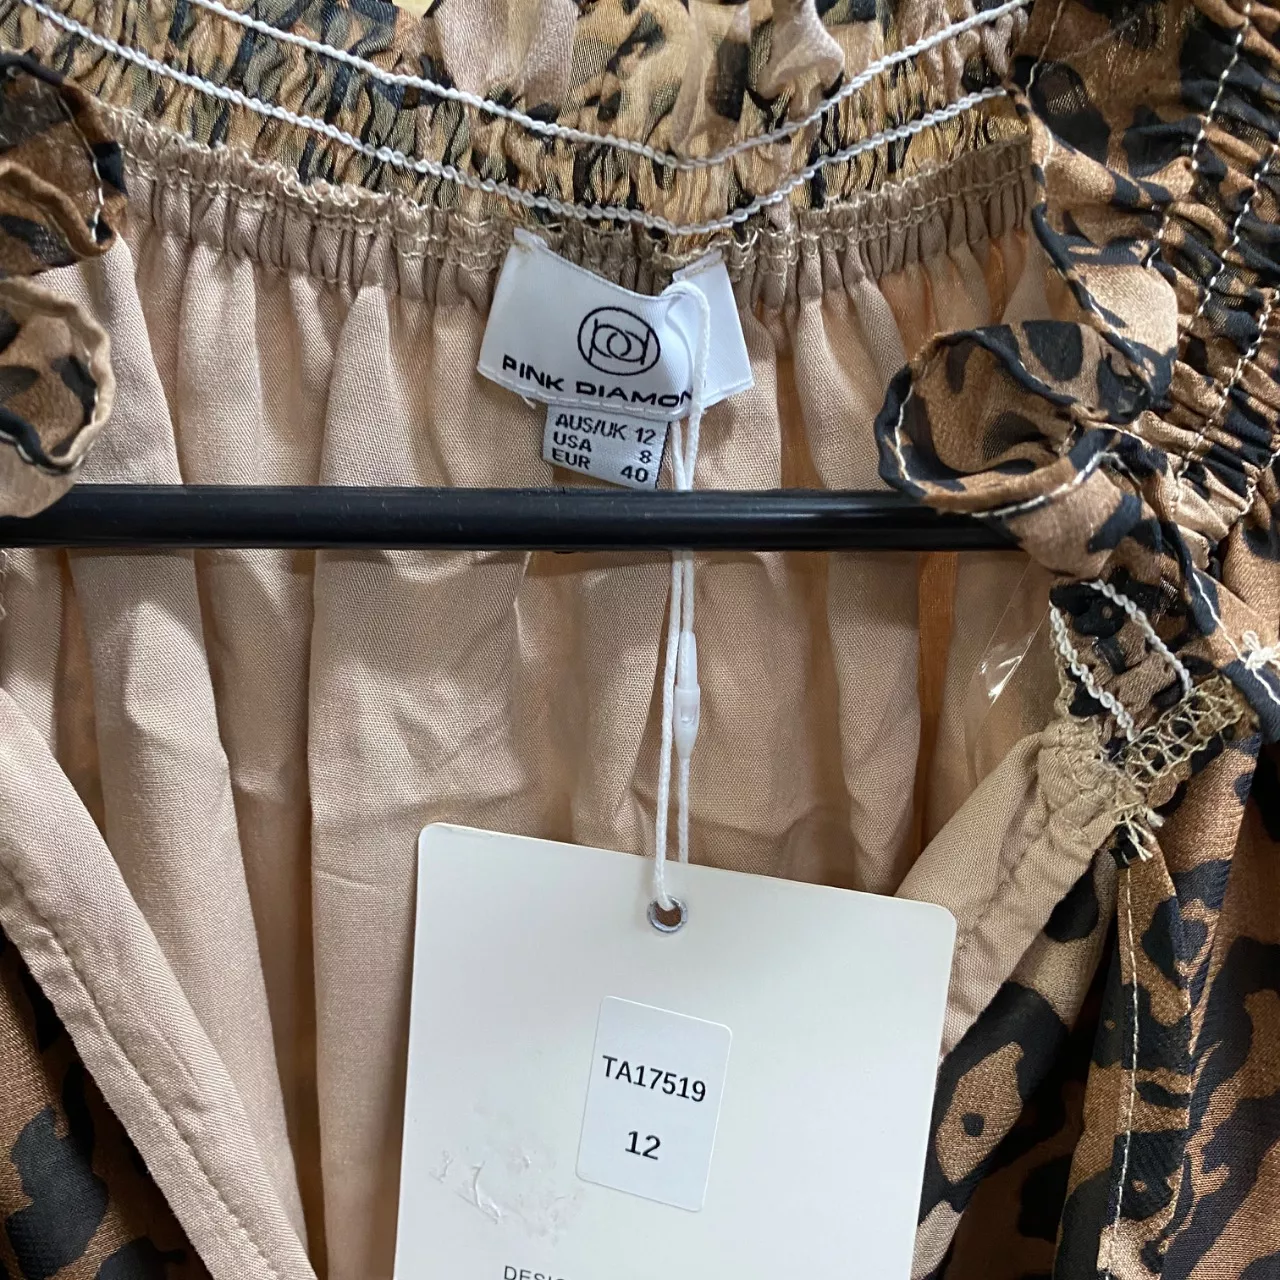 PINK DIAMON
AUS/UK 12
USA 8
EUR 40
TA17519
12